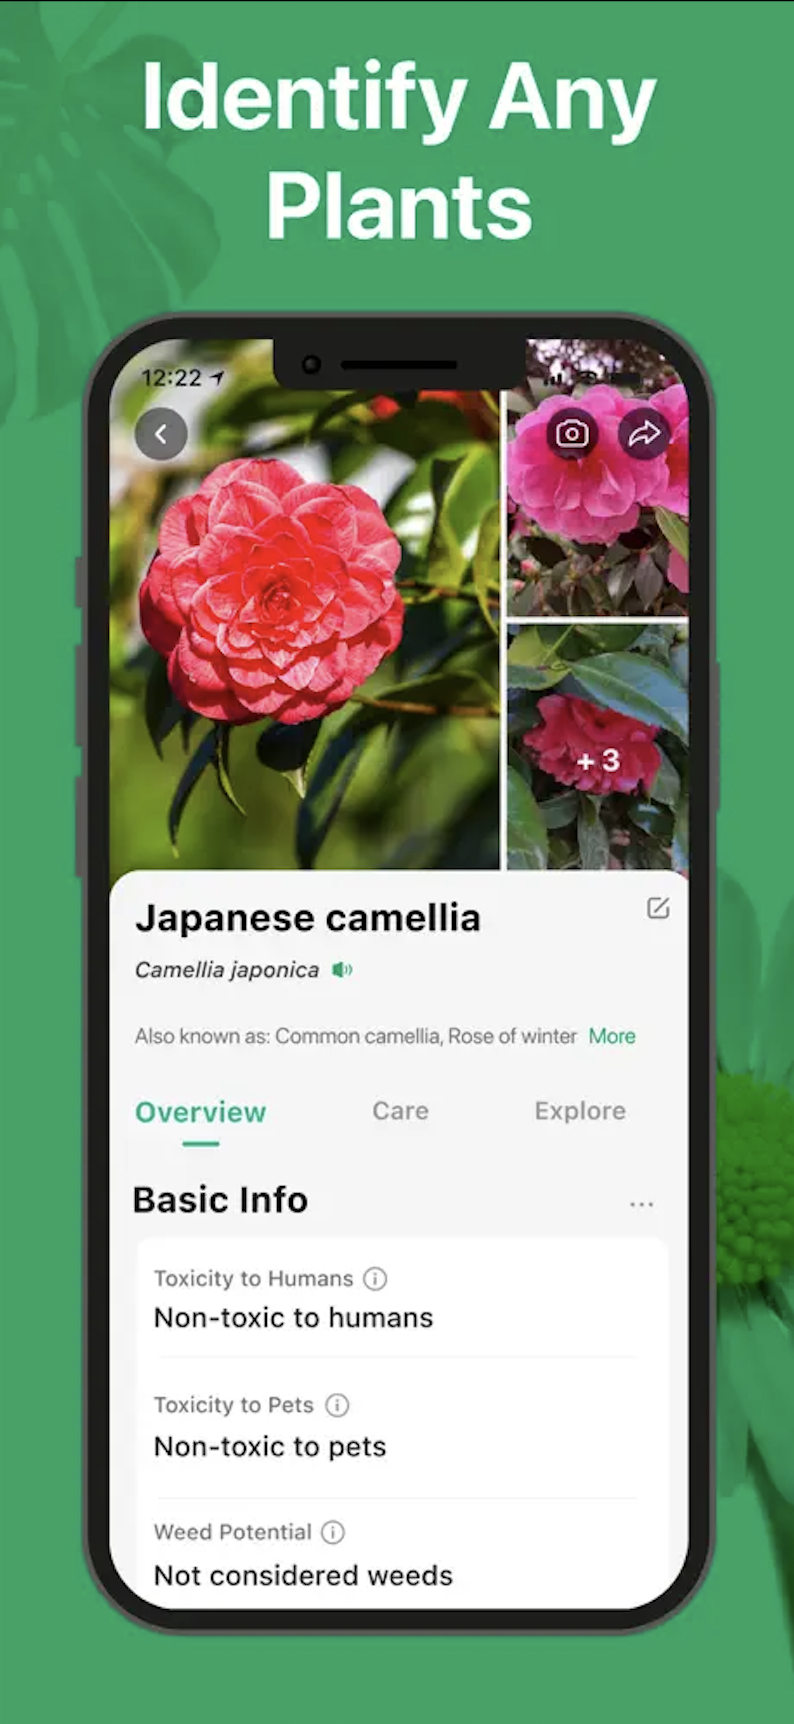 Identify Any
Plants
12:22
+ 3
Japanese camellia
Camellia japonica
Also known as: Common camellia, Rose of winter More
Overview Care Explore
Basic Info
Toxicity to Humans
Non-toxic to humans
Toxicity to Pets
Non-toxic to pets
Weed Potential
Not considered weeds